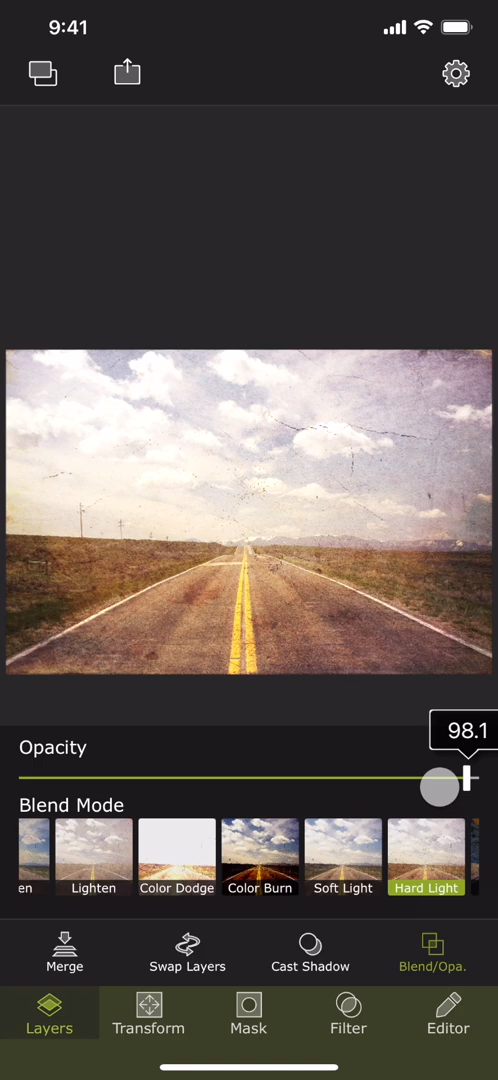 9:41
98.1
Opacity
Blend Mode
en
Lighten
Color Dodge
Color Burn
Soft Light
Hard Light
Merge
Swap Layers
Cast Shadow
Blend/Opa.
Layers
Transform
Mask
Filter
Editor